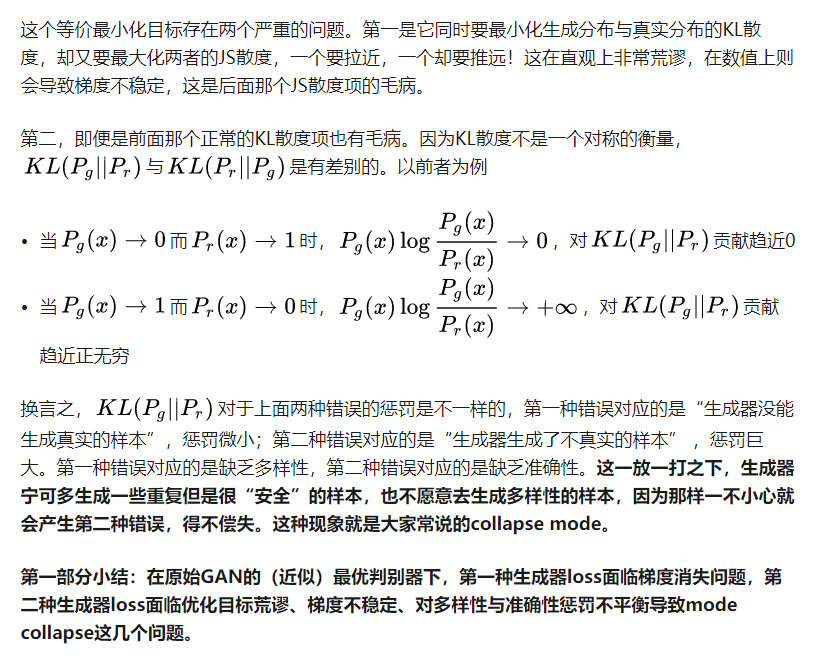 这个等价最小化目标存在两个严重的问题。第一是它同时要最小化生成分布与真实分布的KL散
度，却又要最大化两者的JS散度，一个要拉近，一个却要推远！这在直观上非常荒谬，在数值上则
会导致梯度不稳定，这是后面那个JS散度项的毛病。
第二，即便是前面那个正常的KL散度项也有毛病。因为KL散度不是一个对称的衡量，
KL(P_g||P_r) 与 KL(P_r||P_g) 是有差别的。以前者为例
• 当 P_g(x) → 0 而 P_r(x) → 1 时， P_g(x) log \frac{P_g(x)}{P_r(x)} → 0 ，对 KL(P_g||P_r) 贡献趋近0
• 当 P_g(x) → 1 而 P_r(x) → 0 时， P_g(x) log \frac{P_g(x)}{P_r(x)} → +∞ ，对 KL(P_g||P_r) 贡献
趋近正无穷
换言之， KL(P_g||P_r) 对于上面两种错误的惩罚是不一样的，第一种错误对应的是“生成器没能
生成真实的样本”，惩罚微小；第二种错误对应的是“生成器生成了不真实的样本” ，惩罚巨
大。第一种错误对应的是缺乏多样性，第二种错误对应的是缺乏准确性。这一放一打之下，生成器
宁可多生成一些重复但是很“安全”的样本，也不愿意去生成多样性的样本，因为那样一不小心就
会产生第二种错误，得不偿失。这种现象就是大家常说的collapse mode。
第一部分小结：在原始GAN的（近似）最优判别器下，第一种生成器loss面临梯度消失问题，第
二种生成器loss面临优化目标荒谬、梯度不稳定、对多样性与准确性惩罚不平衡导致mode
collapse这几个问题。